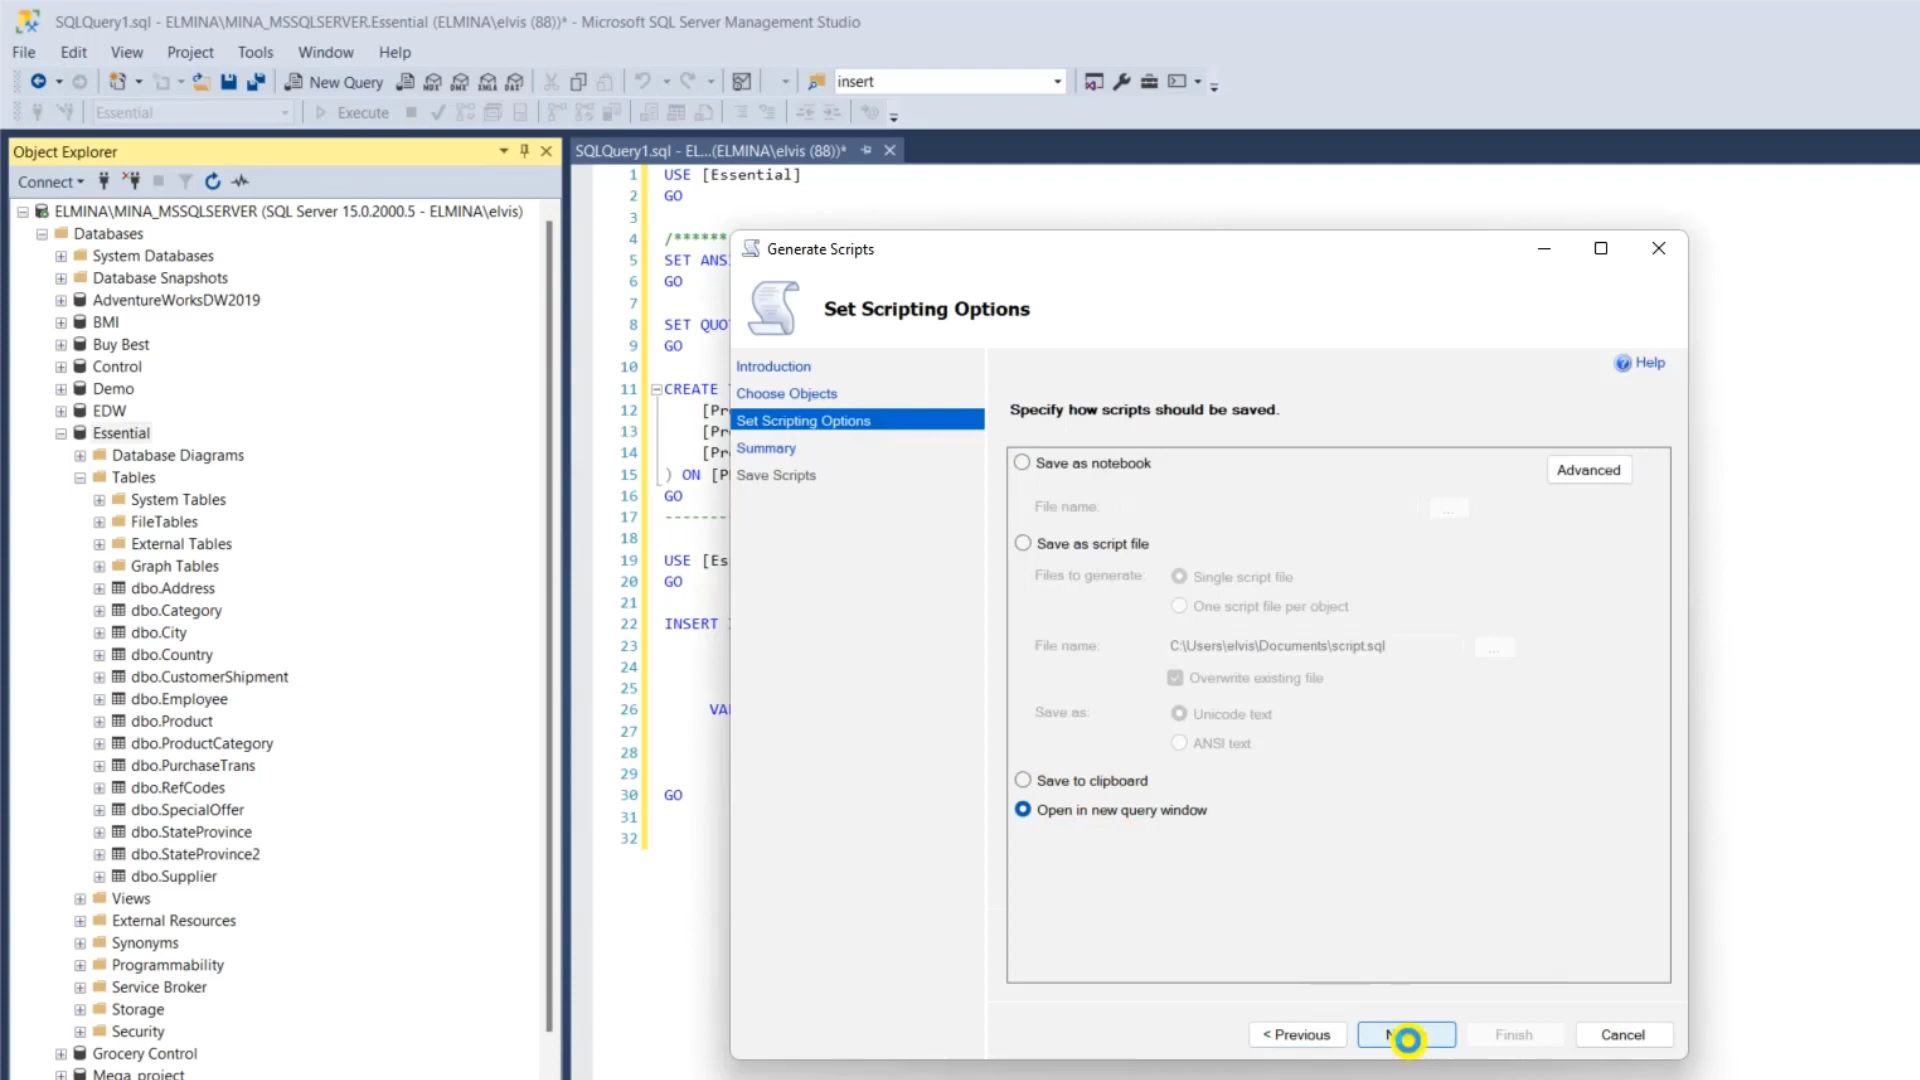 SQLQuery1.sql - ELMINA\MINA_MSSQLSERVER.Essential (ELMINA\elvis (88))* - Microsoft SQL Server Management Studio
File Edit View Project Tools Window Help
New Query MDX DMX XMLA DAX insert
Essential Execute
Object Explorer
Connect
ELMINA\MINA_MSSQLSERVER (SQL Server 15.0.2000.5 - ELMINA\elvis)
Databases
System Databases
Database Snapshots
AdventureWorksDW2019
BMI
Buy Best
Control
Demo
EDW
Essential
Database Diagrams
Tables
System Tables
FileTables
External Tables
Graph Tables
dbo.Address
dbo.Category
dbo.City
dbo.Country
dbo.CustomerShipment
dbo.Employee
dbo.Product
dbo.ProductCategory
dbo.PurchaseTrans
dbo.RefCodes
dbo.SpecialOffer
dbo.StateProvince
dbo.StateProvince2
dbo.Supplier
Views
External Resources
Synonyms
Programmability
Service Broker
Storage
Security
Grocery Control
Mega_project
SQLQuery1.sql - EL...(ELMINA\elvis (88))*
1 USE [Essential]
2 GO
3
4 /******
5 SET ANS
6 GO
7
8 SET QUO
9 GO
10
11 CREATE
12 [Pr
13 [Pr
14 [Pr
15 ) ON [P
16 GO
17 -------
18
19 USE [Es
20 GO
21
22 INSERT
23
24
25
26 VA
27
28
29
30 GO
31
32
Generate Scripts
Set Scripting Options
Introduction
Choose Objects
Set Scripting Options
Summary
Save Scripts
Help
Specify how scripts should be saved.
Save as notebook
Advanced
File name:
...
Save as script file
Files to generate: Single script file
One script file per object
File name: C:\Users\elvis\Documents\script.sql ...
Overwrite existing file
Save as: Unicode text
ANSI text
Save to clipboard
Open in new query window
< Previous
Finish
Cancel